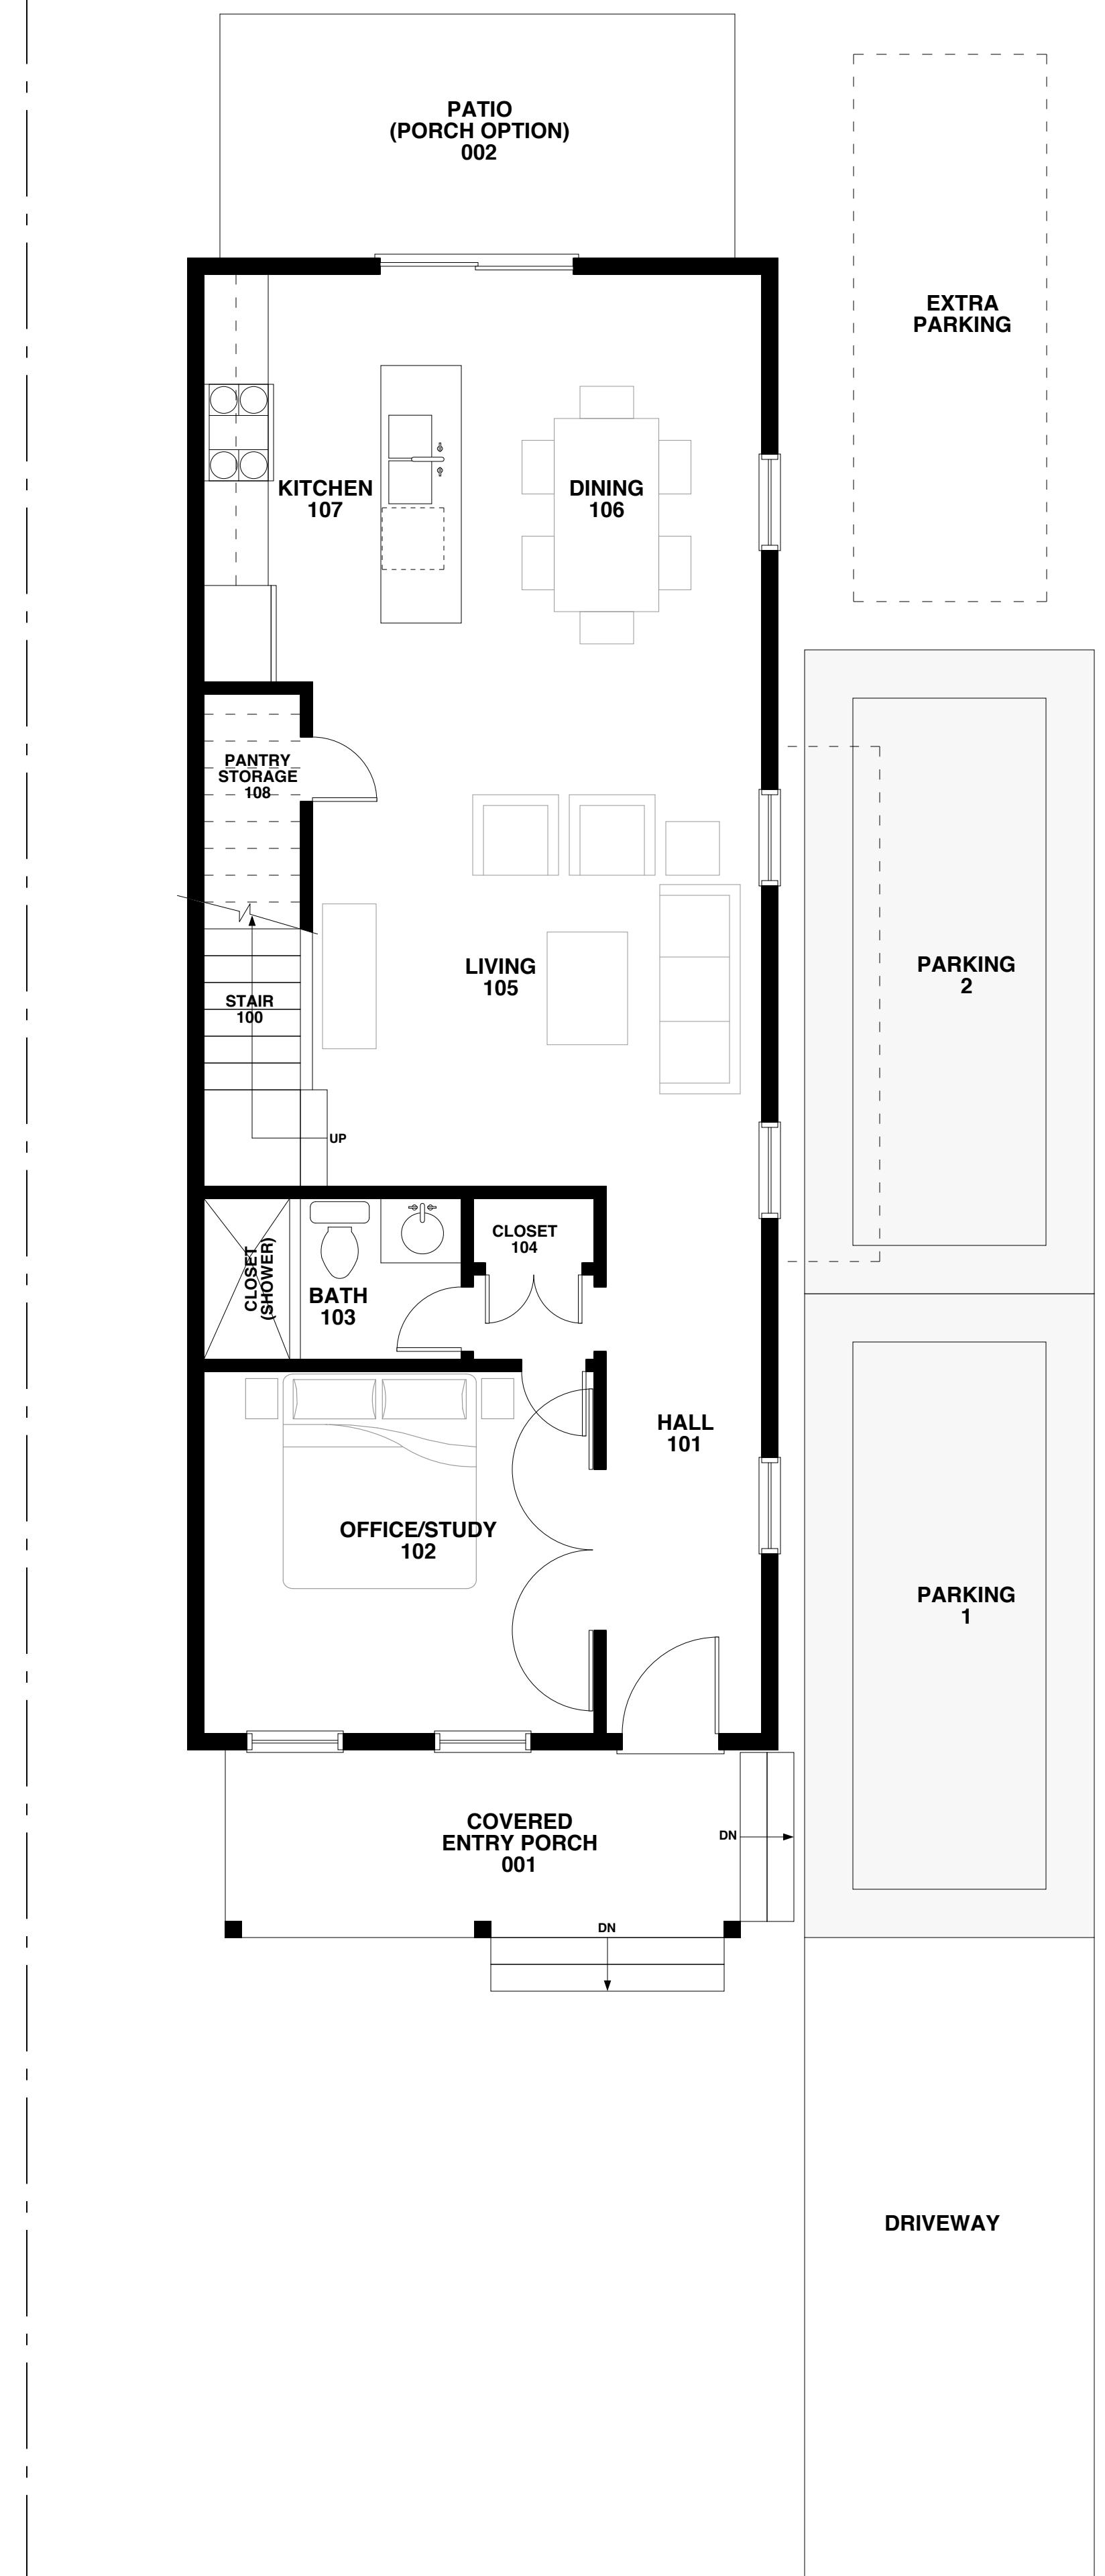 PATIO
(PORCH OPTION)
002
EXTRA
PARKING
KITCHEN
107
DINING
106
PANTRY
STORAGE
108
LIVING
105
PARKING
2
STAIR
100
UP
CLOSET
104
CLOSET
(SHOWER)
BATH
103
HALL
101
OFFICE/STUDY
102
PARKING
1
COVERED
ENTRY PORCH
001
DN
DN
DRIVEWAY